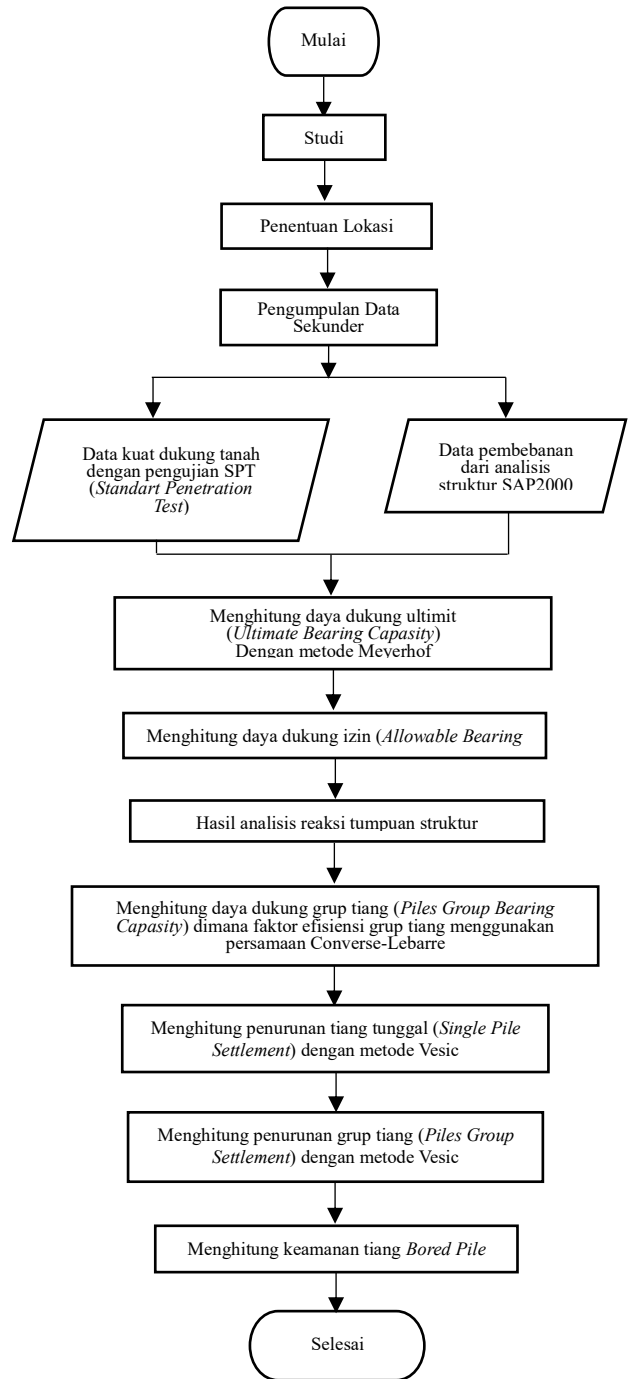 Mulai
Studi
Penentuan Lokasi
Pengumpulan Data
Sekunder
Data kuat dukung tanah
dengan pengujian SPT
(Standart Penetration
Test)
Data pembebanan
dari analisis
struktur SAP2000
Menghitung daya dukung ultimit
(Ultimate Bearing Capasity)
Dengan metode Meyerhof
Menghitung daya dukung izin (Allowable Bearing
Hasil analisis reaksi tumpuan struktur
Menghitung daya dukung grup tiang (Piles Group Bearing
Capasity) dimana faktor efisiensi grup tiang menggunakan
persamaan Converse-Lebarre
Menghitung penurunan tiang tunggal (Single Pile
Settlement) dengan metode Vesic
Menghitung penurunan grup tiang (Piles Group
Settlement) dengan metode Vesic
Menghitung keamanan tiang Bored Pile
Selesai